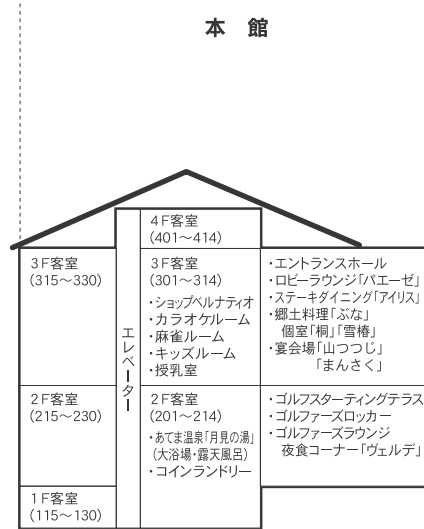 本 館
4F客室
(401～414)
3F客室
(315～330)
3F客室
(301～314)
・ショップベルナティオ
・カラオケルーム
・麻雀ルーム
・キッズルーム
・授乳室
・エントランスホール
・ロビーラウンジ「パエーゼ」
・ステーキダイニング「アイリス」
・郷土料理「ぶな」
個室「桐」「雪椿」
・宴会場「山つつじ」
「まんさく」
エレベーター
2F客室
(215～230)
2F客室
(201～214)
・あてま温泉「月見の湯」
(大浴場・露天風呂)
・コインランドリー
・ゴルフスターティングテラス
・ゴルファーズロッカー
・ゴルファーズラウンジ
夜食コーナー「ヴェルデ」
1F客室
(115～130)